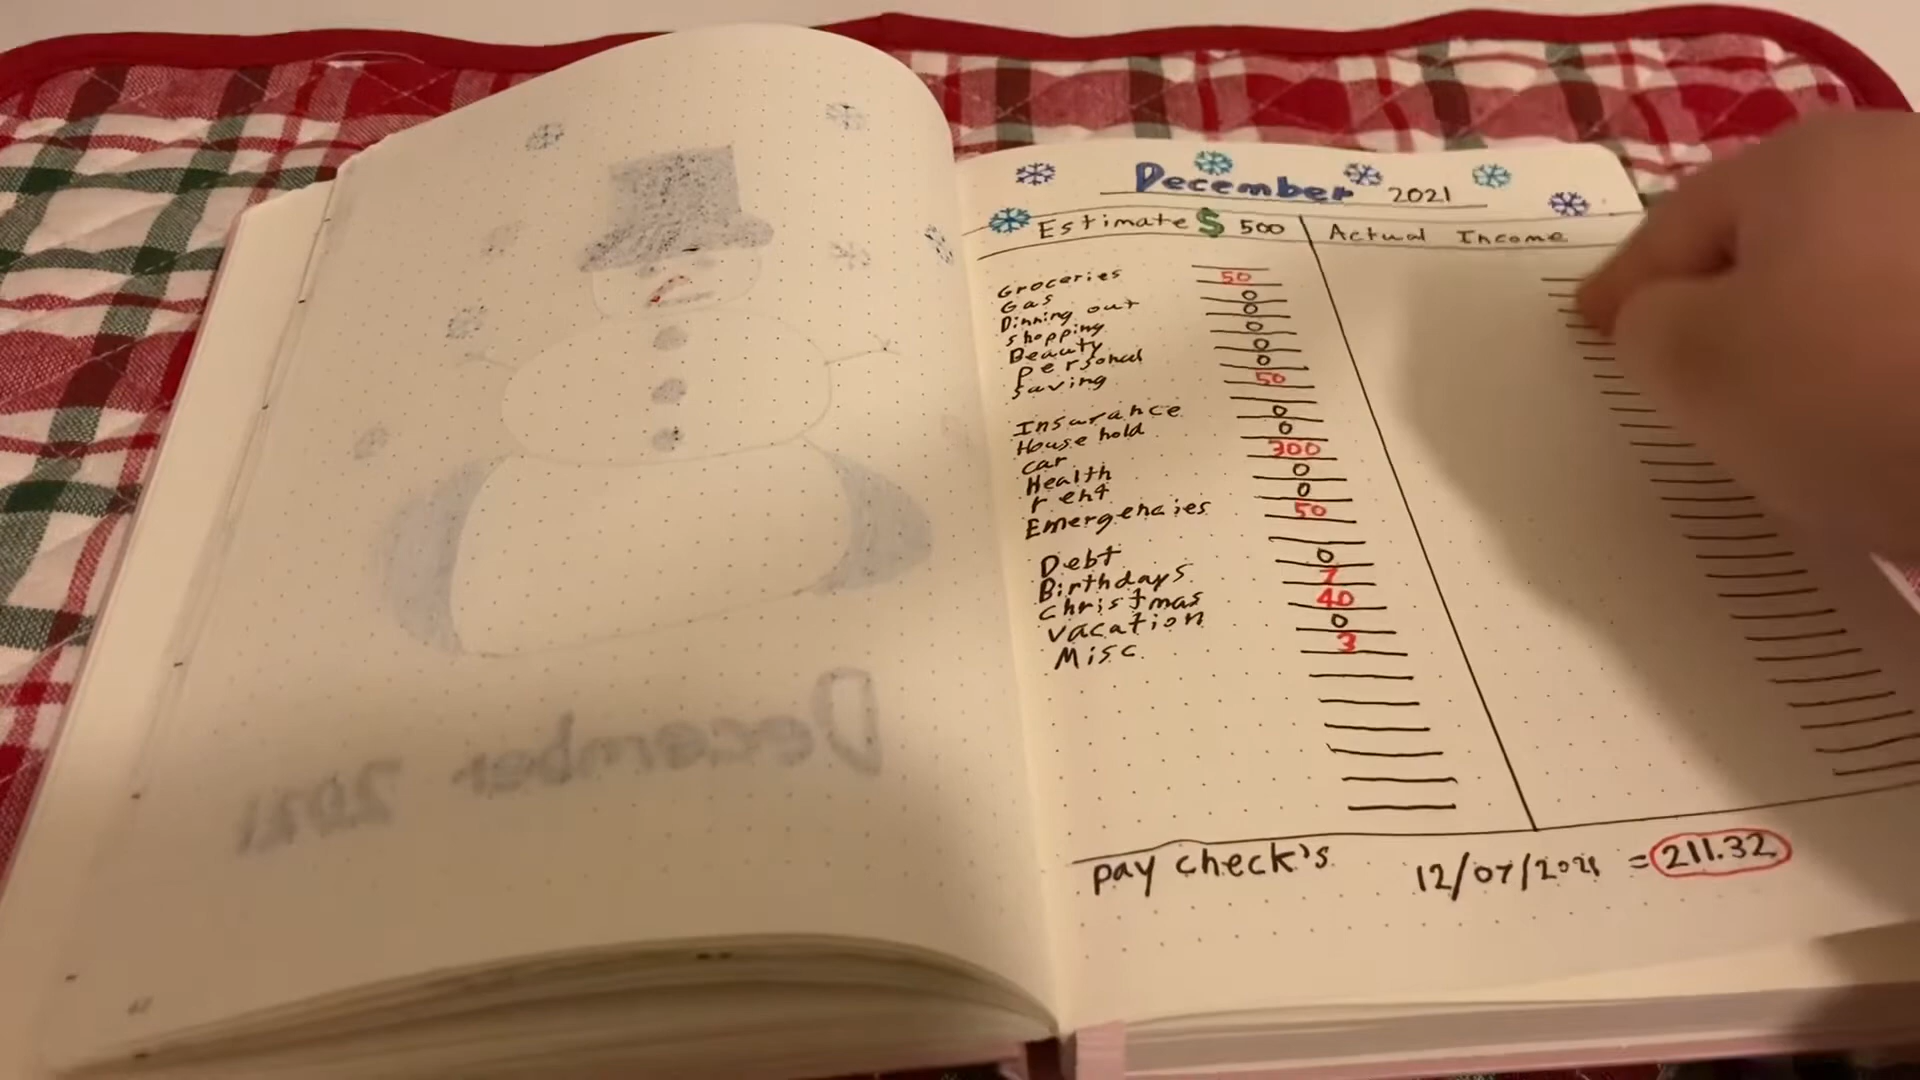 December 2021
December 2021
Estimate $ 500
Actual Income
Groceries 50
Gas 0
Dinning out 0
shopping 0
Beauty 0
personal 0
saving 50
Insurance 0
House hold 0
car 300
Health 0
rent 0
Emergencies 50
Debt 0
Birthdays 7
christmas 40
vacation 0
Misc. 3
pay check's 12/07/2021 = 211.32